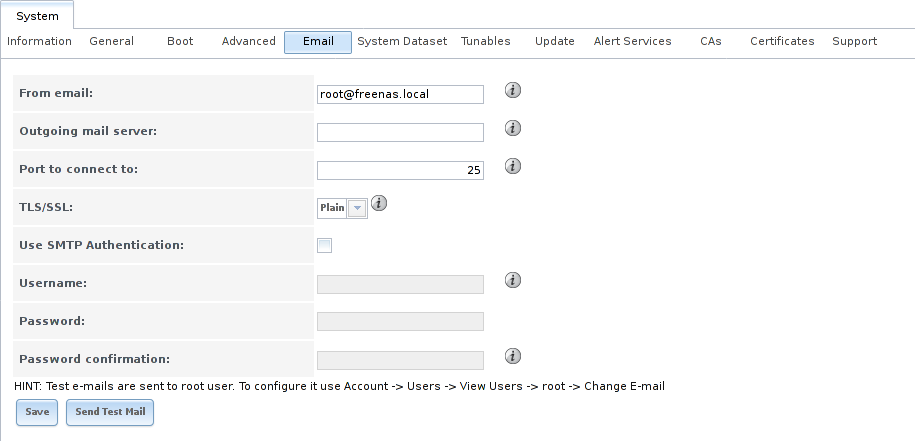 System
Information General Boot Advanced Email System Dataset Tunables Update Alert Services CAs Certificates Support
From email: root@freenas.local i
Outgoing mail server: i
Port to connect to: 25 i
TLS/SSL: Plain i
Use SMTP Authentication:
Username: i
Password:
Password confirmation: i
HINT: Test e-mails are sent to root user. To configure it use Account -> Users -> View Users -> root -> Change E-mail
Save Send Test Mail